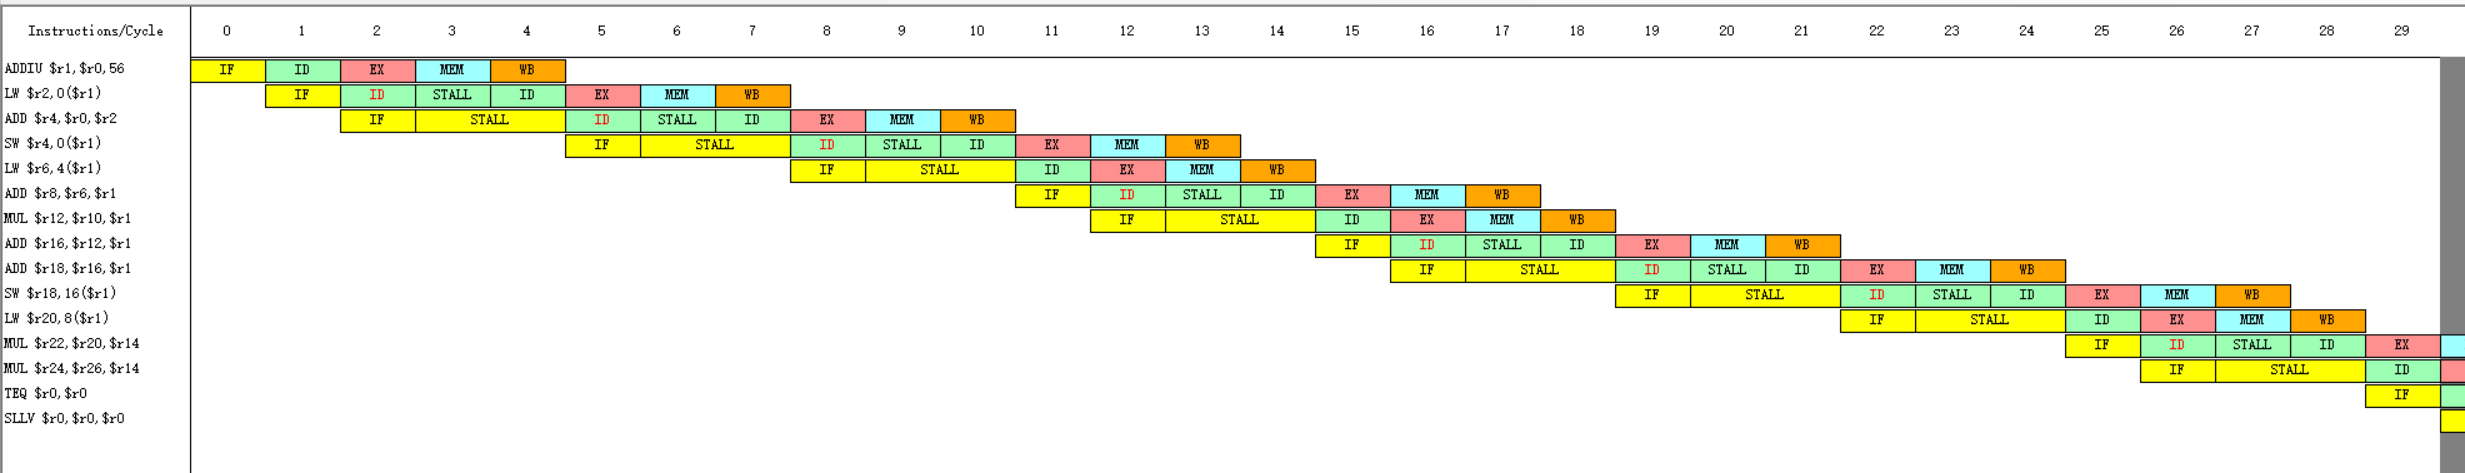 Instructions/Cycle 0 1 2 3 4 5 6 7 8 9 10 11 12 13 14 15 16 17 18 19 20 21 22 23 24 25 26 27 28 29
ADDIU $r1,$r0,56 IF ID EX MEM WB
LW $r2,0($r1) IF ID STALL ID EX MEM WB
ADD $r4,$r0,$r2 IF STALL ID STALL ID EX MEM WB
SW $r4,0($r1) IF STALL ID STALL ID EX MEM WB
LW $r6,4($r1) IF STALL ID EX MEM WB
ADD $r8,$r6,$r1 IF ID STALL ID EX MEM WB
MUL $r12,$r10,$r1 IF STALL ID EX MEM WB
ADD $r16,$r12,$r1 IF ID STALL ID EX MEM WB
ADD $r18,$r16,$r1 IF STALL ID STALL ID EX MEM WB
SW $r18,16($r1) IF STALL ID STALL ID EX MEM WB
LW $r20,8($r1) IF STALL ID EX MEM WB
MUL $r22,$r20,$r14 IF ID STALL ID EX
MUL $r24,$r26,$r14 IF STALL ID
TEQ $r0,$r0 IF
SLLV $r0,$r0,$r0